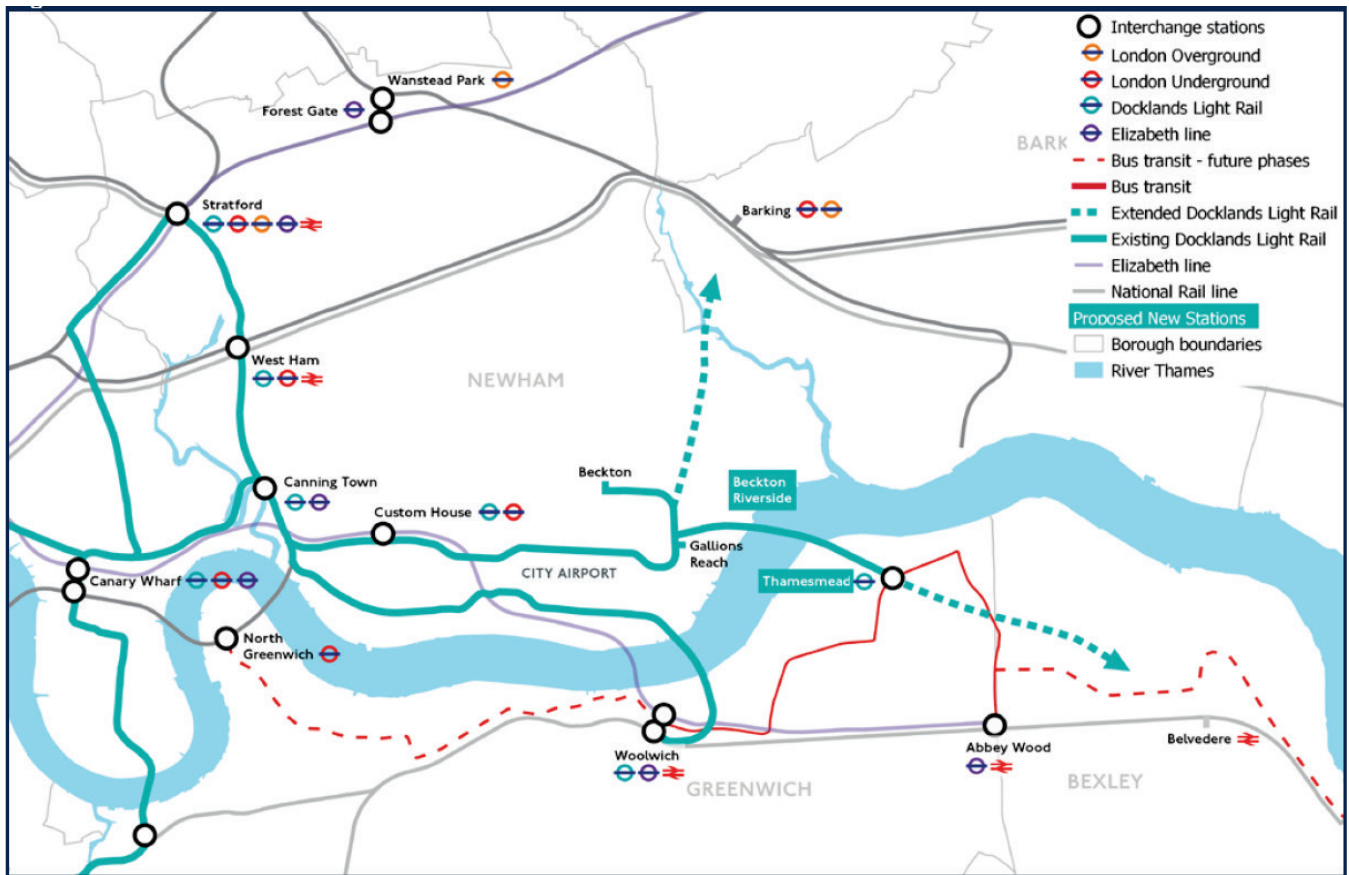 Interchange stations
London Overground
London Underground
Docklands Light Rail
Elizabeth line
Bus transit - future phases
Bus transit
Extended Docklands Light Rail
Existing Docklands Light Rail
Elizabeth line
National Rail line
Proposed New Stations
Borough boundaries
River Thames
Wanstead Park
Forest Gate
BARK
Stratford
Barking
West Ham
NEWHAM
Canning Town
Beckton
Beckton
Riverside
Custom House
Gallions
Reach
CITY AIRPORT
Canary Wharf
Thamesmead
North
Greenwich
Woolwich
GREENWICH
Abbey Wood
BEXLEY
Belvedere